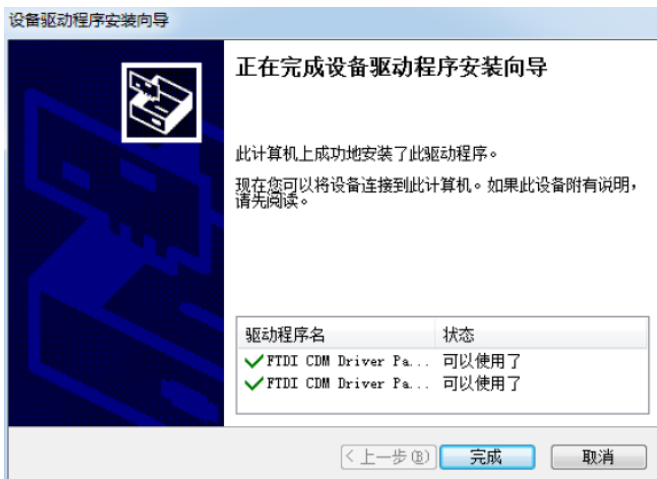 设备驱动程序安装向导
正在完成设备驱动程序安装向导
此计算机上成功地安装了此驱动程序。
现在您可以将设备连接到此计算机。如果此设备附有说明，
请先阅读。
驱动程序名 状态
FTDI CDM Driver Pa... 可以使用了
FTDI CDM Driver Pa... 可以使用了
< 上一步(B) 完成 取消